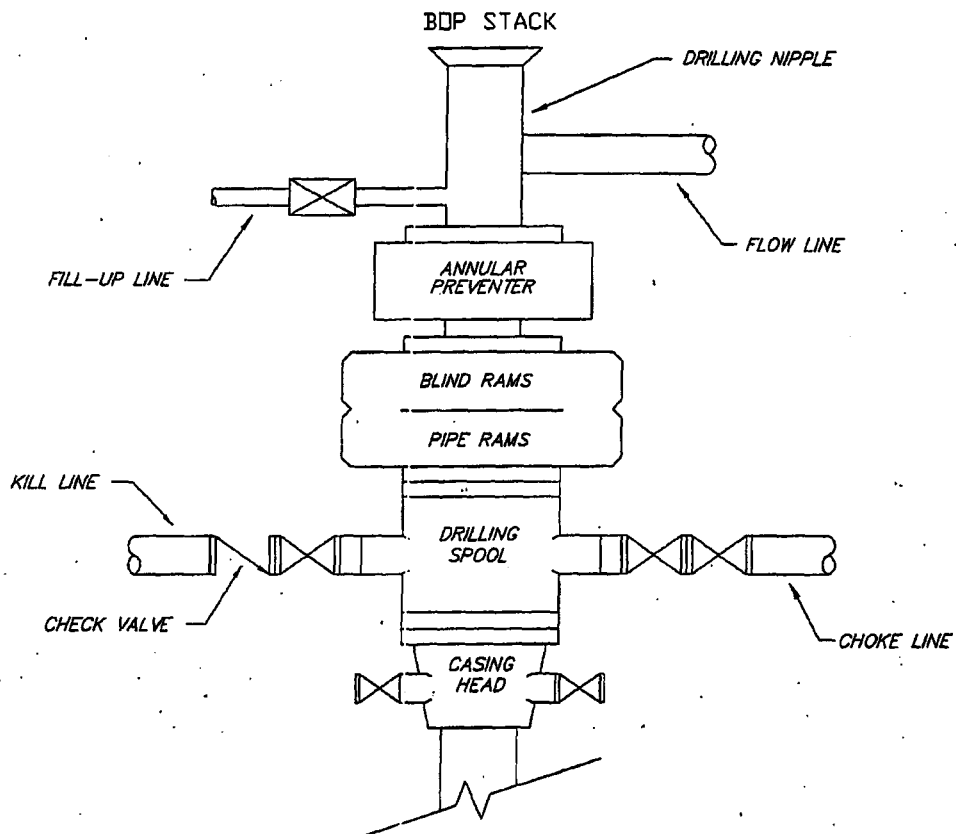 BOP STACK
DRILLING NIPPLE
FLOW LINE
FILL-UP LINE
ANNULAR
PREVENTER
BLIND RAMS
PIPE RAMS
KILL LINE
DRILLING
SPOOL
CHECK VALVE
CHOKE LINE
CASING
HEAD